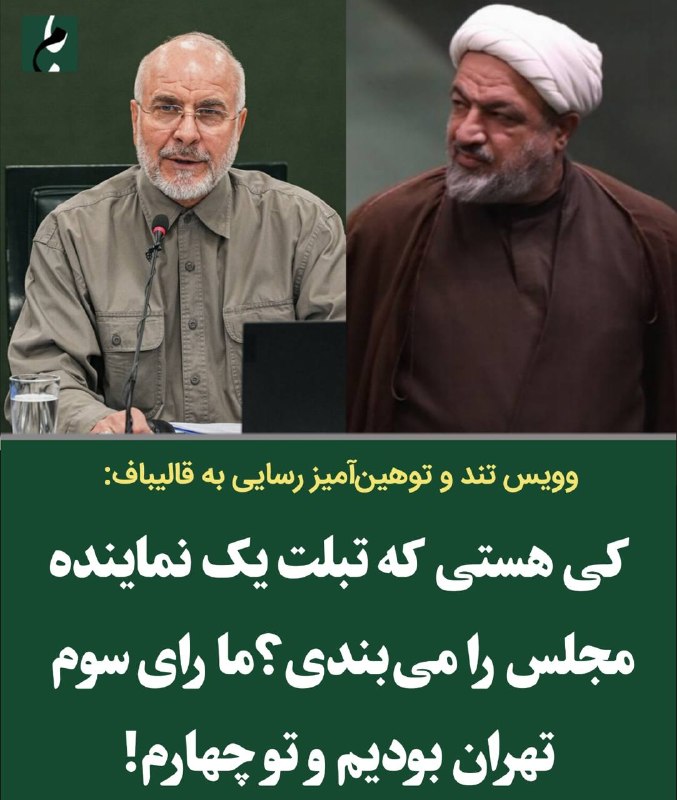 وویس تند و توهین‌آمیز رسایی به قالیباف:
کی هستی که تبلت یک نماینده
مجلس را می‌بندی؟ما رای سوم
تهران بودیم و تو چهارم!